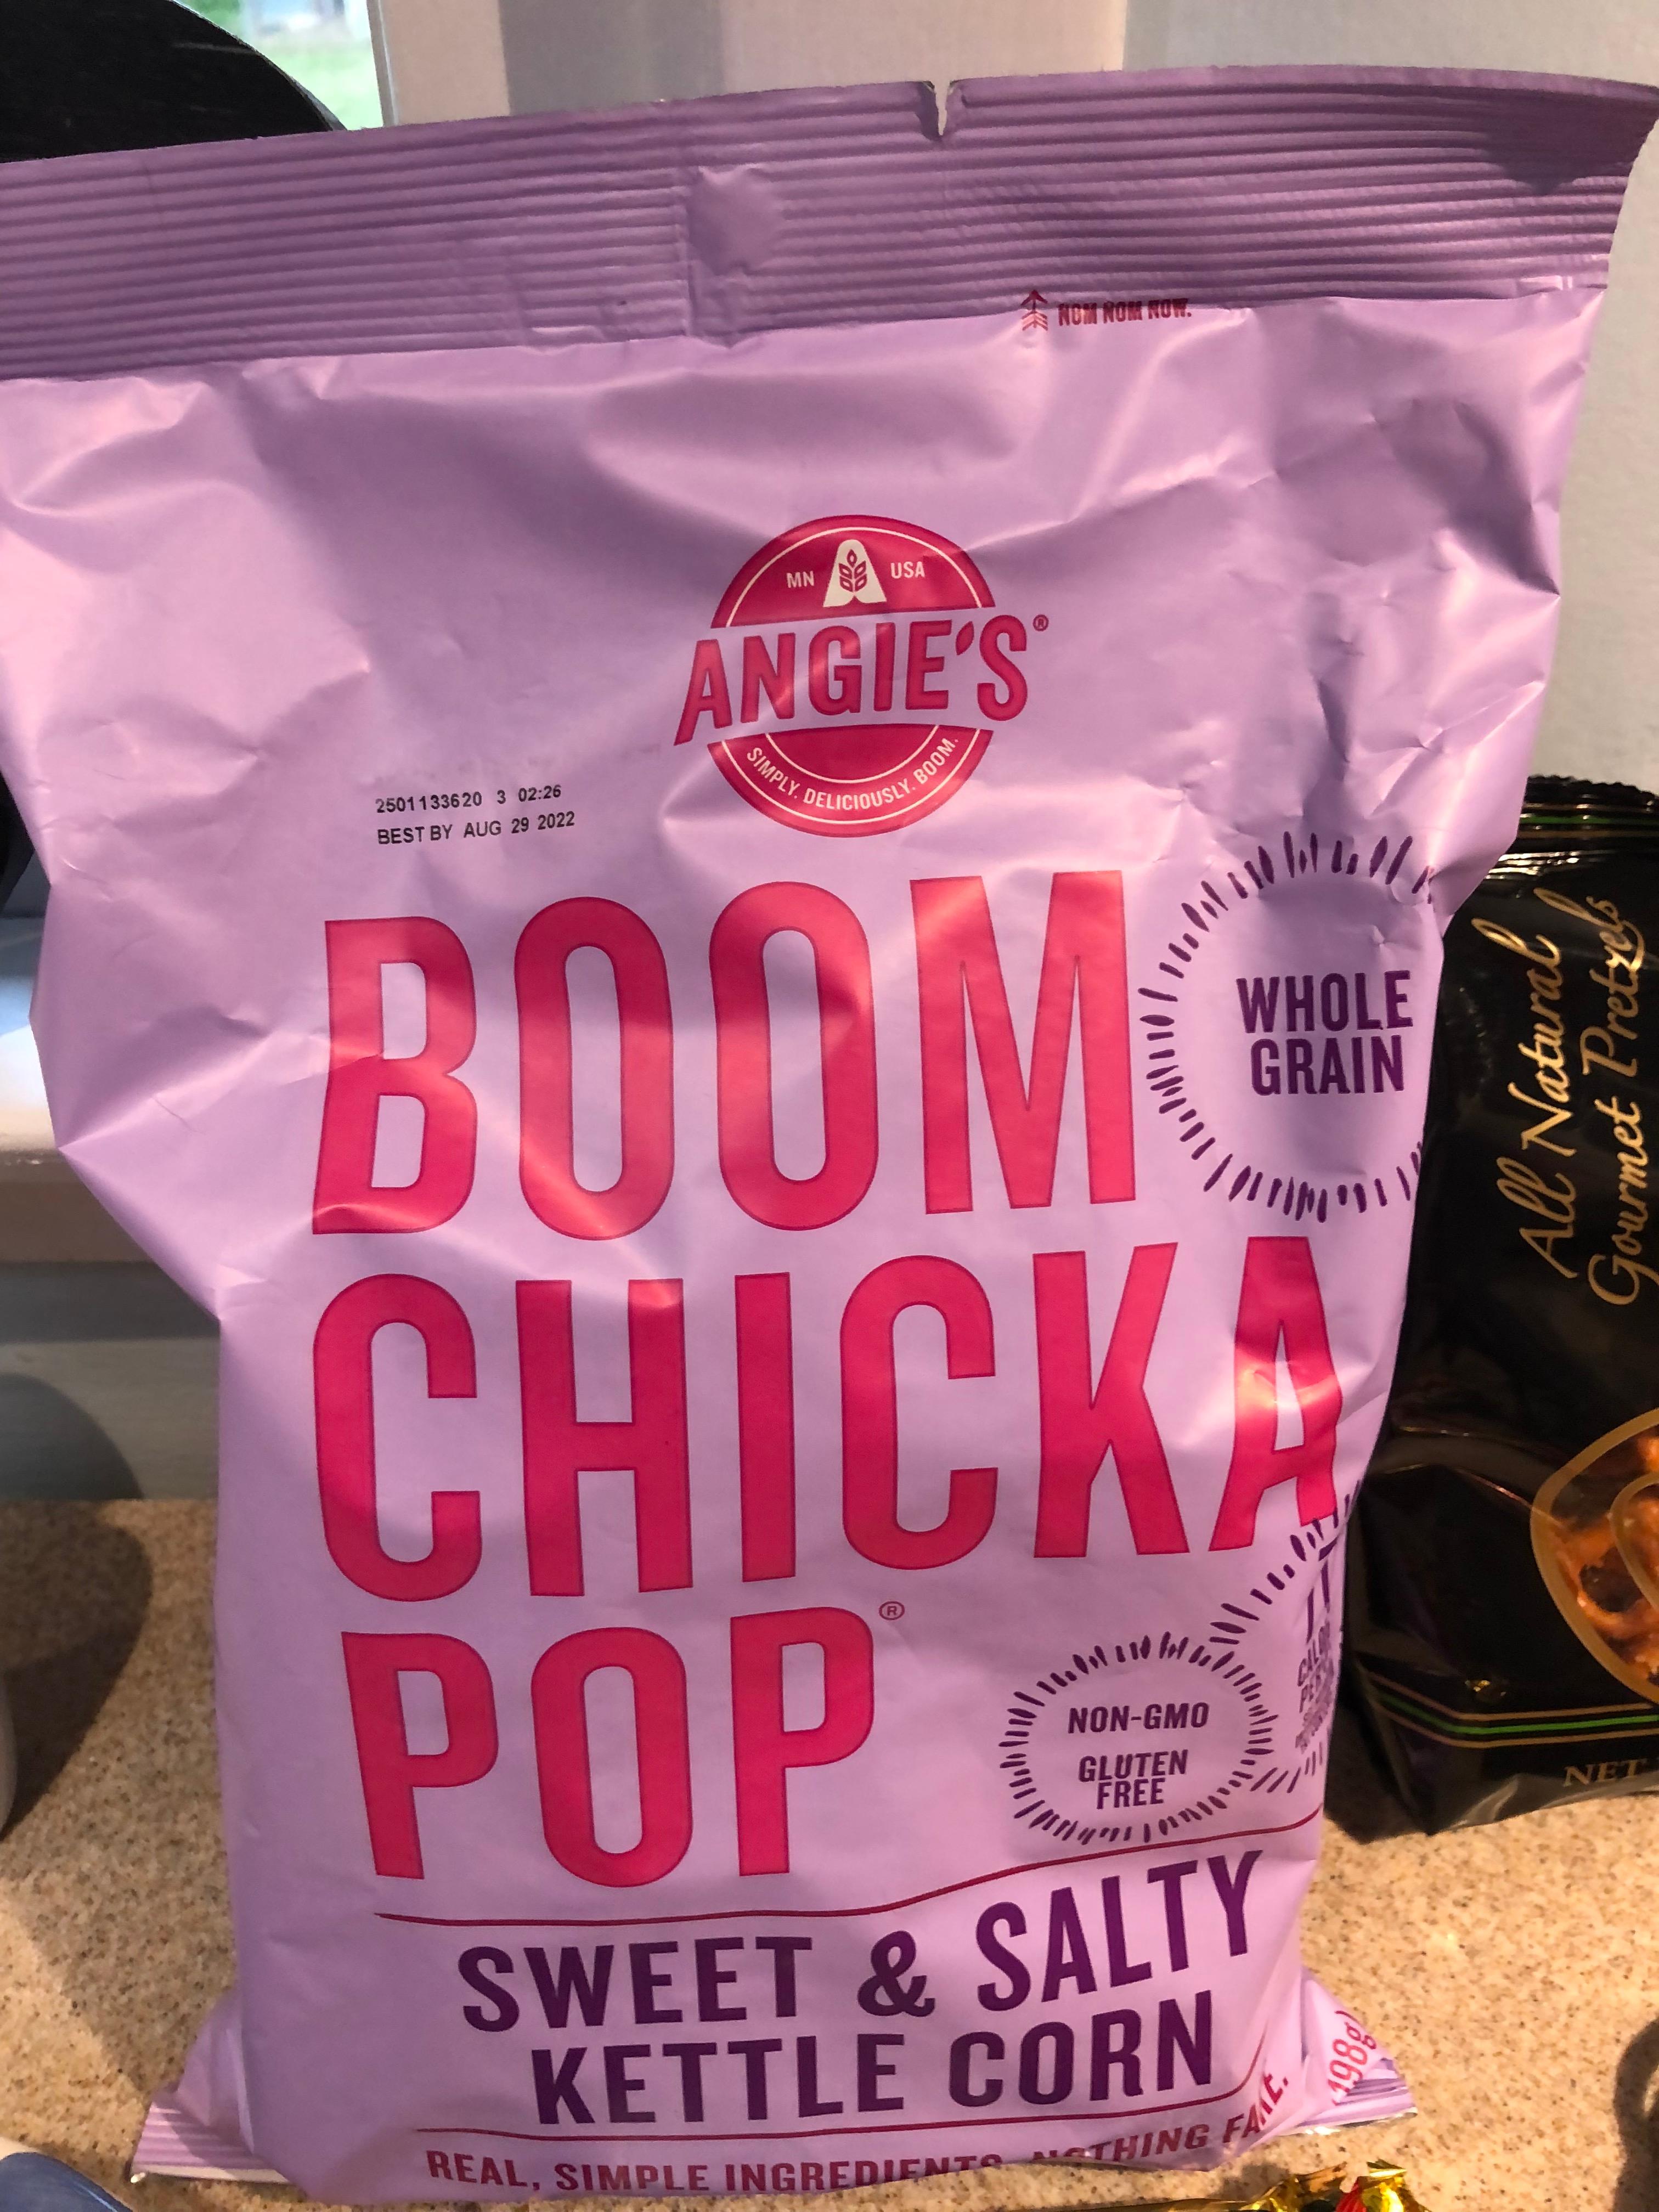 NOM NOM NOW.
MN USA
ANGIE'S®
SIMPLY. DELICIOUSLY. BOOM.
2501133620 3 02:26
BEST BY AUG 29 2022
BOOM
CHICKA
POP®
WHOLE
GRAIN
NON-GMO
GLUTEN
FREE
SWEET & SALTY
KETTLE CORN
REAL, SIMPLE INGREDIENTS. NOTHING FAKE.
198g)
All Natural
Gourmet Pretzels
NET